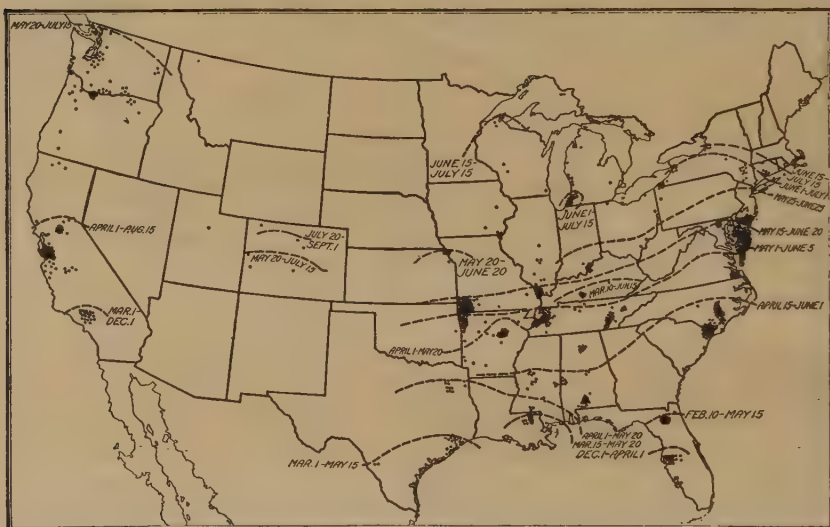 MAY 20-JULY 15
JUNE 15-
JULY 15
JUNE 15-
JULY 15
JUNE 1-JULY 1
MAY 25-JUNE 25
APRIL 1-AUG. 15
JULY 20-
SEPT. 1
MAY 20-JULY 15
JUNE 1-
JULY 15
MAY 20-
JUNE 20
MAY 15-JUNE 20
MAY 1-JUNE 5
MAR. 1-
DEC. 1
APRIL 15-JUNE 1
APRIL 1-MAY 20
FEB. 10-MAY 15
APRIL 1-MAY 20
MAR. 15-MAY 20
DEC. 1-APRIL 1
MAR. 1-MAY 15